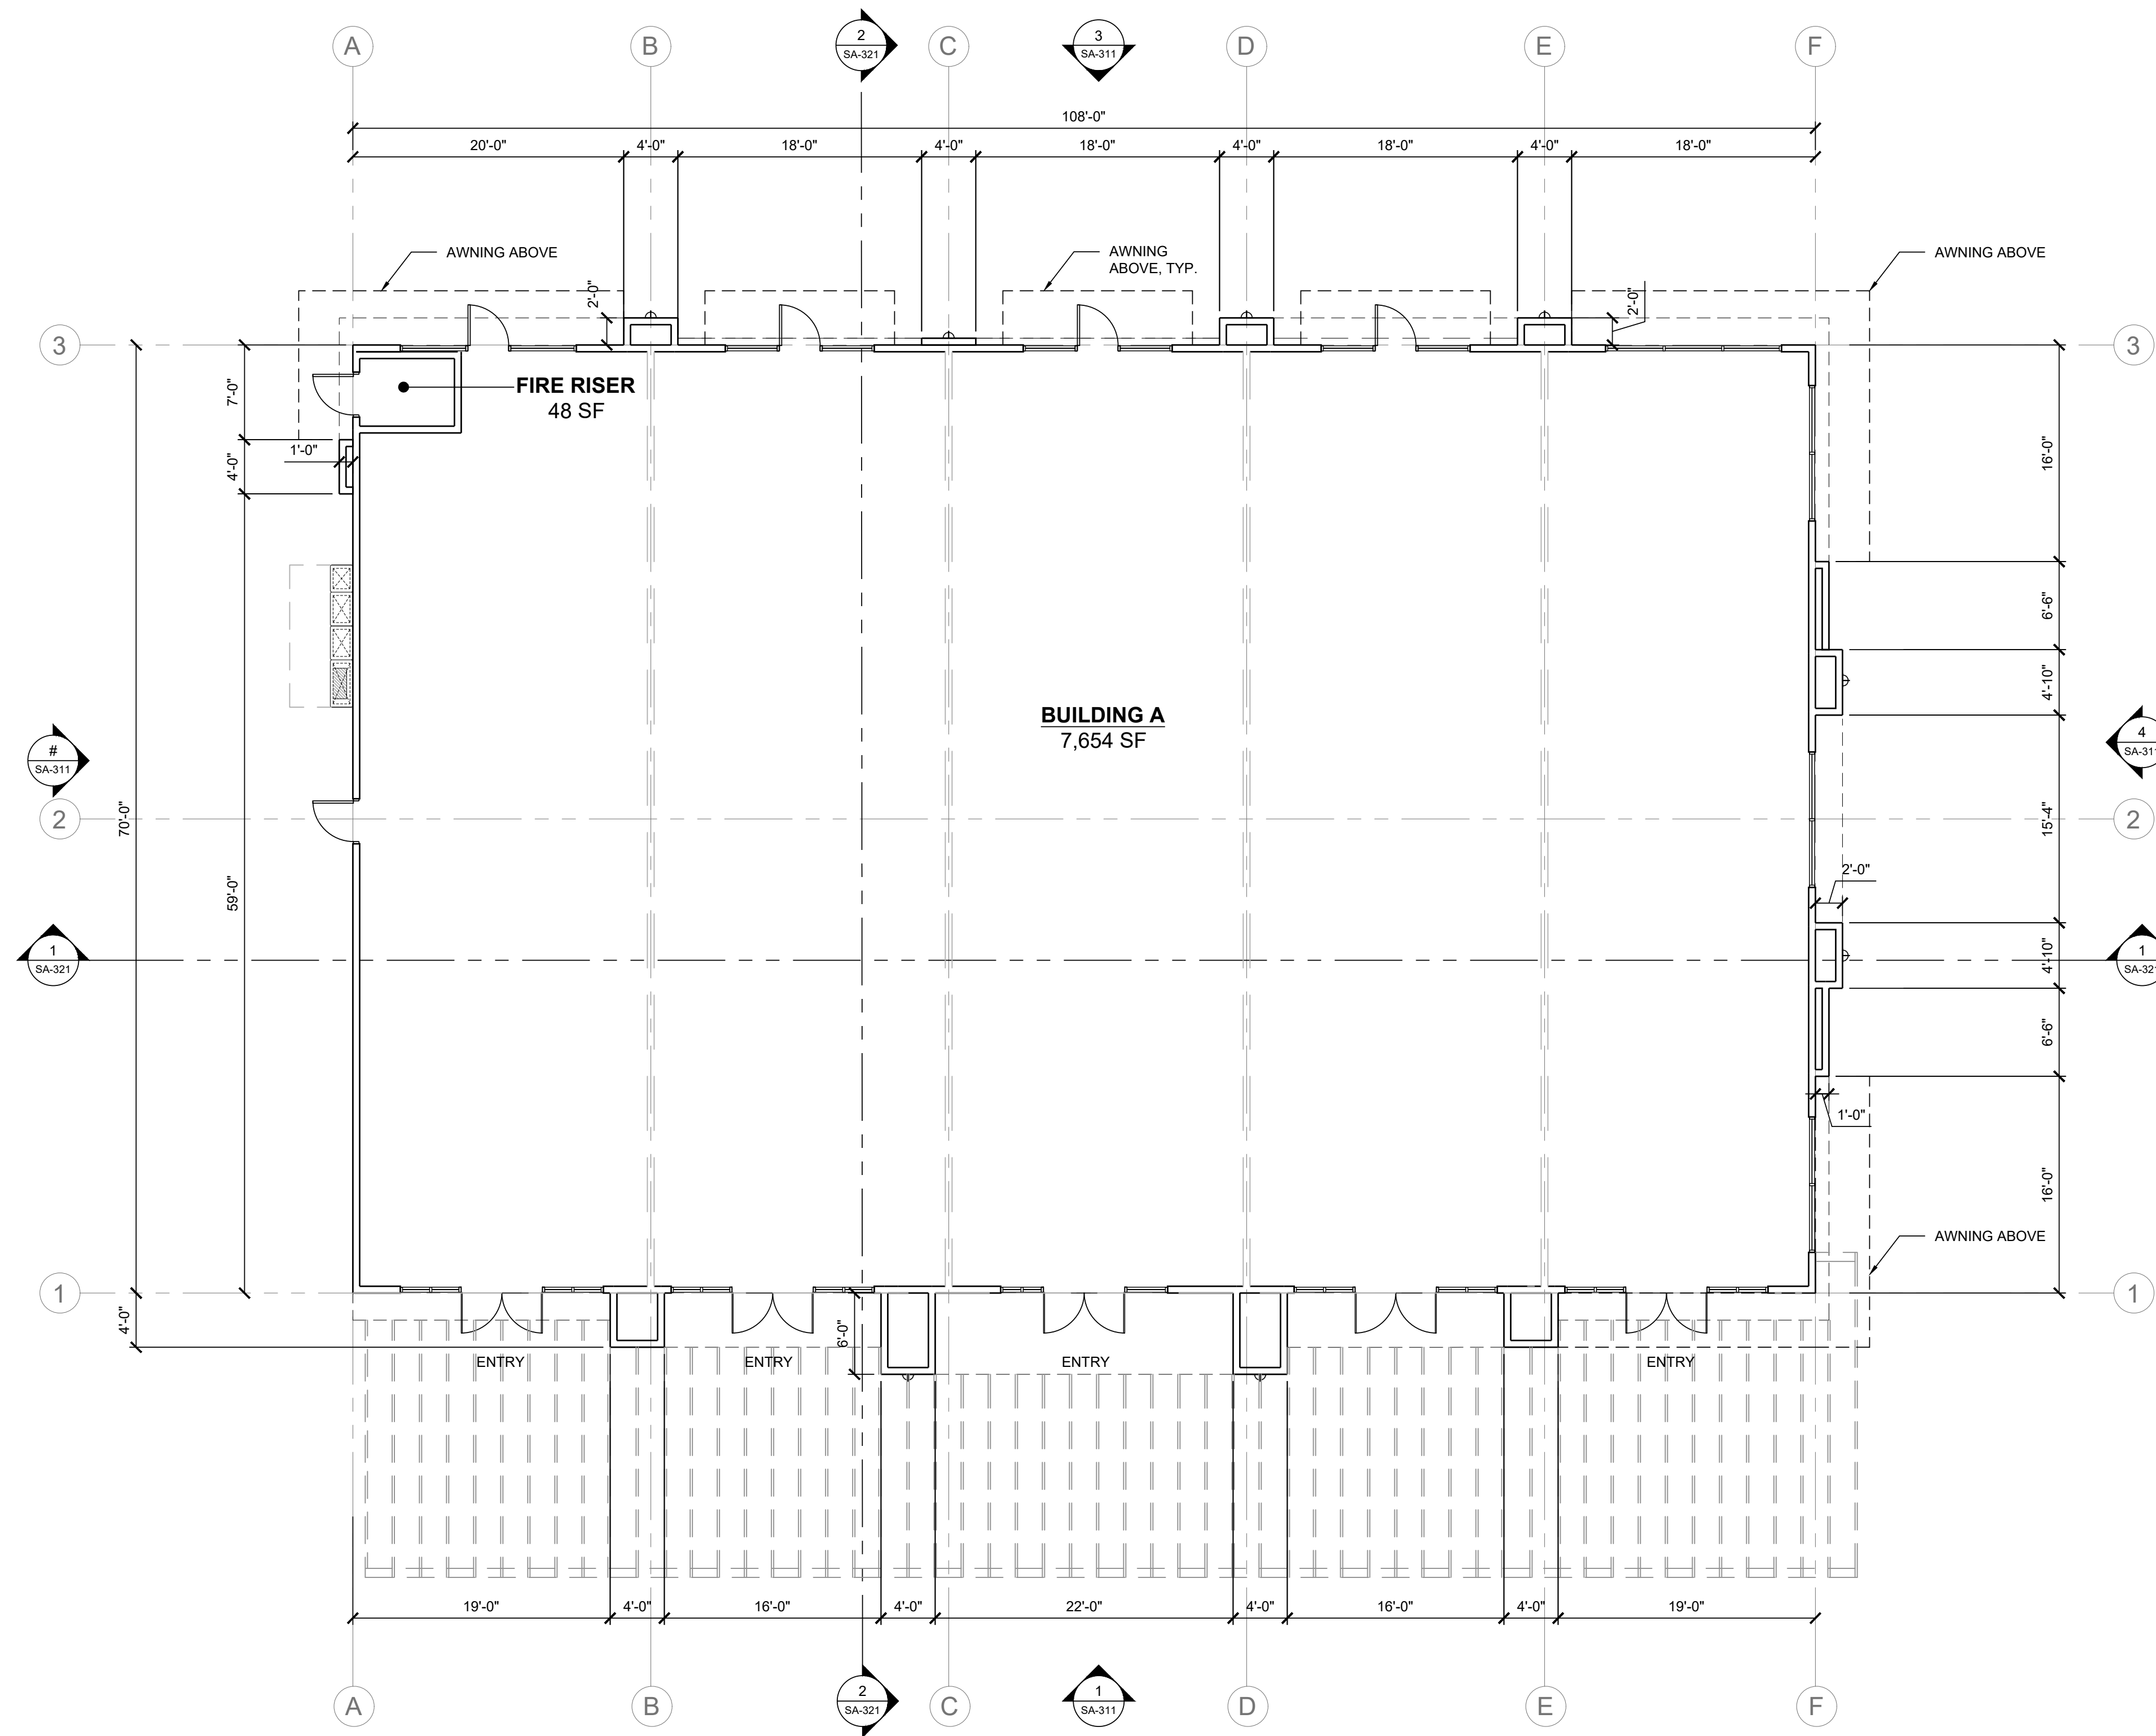 A
B
2
SA-321
C
3
SA-311
D
E
F
108'-0"
20'-0"
4'-0"
18'-0"
4'-0"
18'-0"
4'-0"
18'-0"
4'-0"
18'-0"
AWNING ABOVE
AWNING
ABOVE, TYP.
AWNING ABOVE
2'-0"
2'-0"
3
3
7'-0"
FIRE RISER
48 SF
1'-0"
4'-0"
16'-0"
6'-6"
4'-10"
BUILDING A
7,654 SF
#
SA-311
4
SA-311
70'-0"
2
2
15'-4"
2'-0"
59'-0"
1
SA-321
1
SA-321
4'-10"
6'-6"
1'-0"
16'-0"
AWNING ABOVE
1
1
4'-0"
6'-0"
ENTRY
ENTRY
ENTRY
ENTRY
19'-0"
4'-0"
16'-0"
4'-0"
22'-0"
4'-0"
16'-0"
4'-0"
19'-0"
A
B
2
SA-321
C
1
SA-311
D
E
F